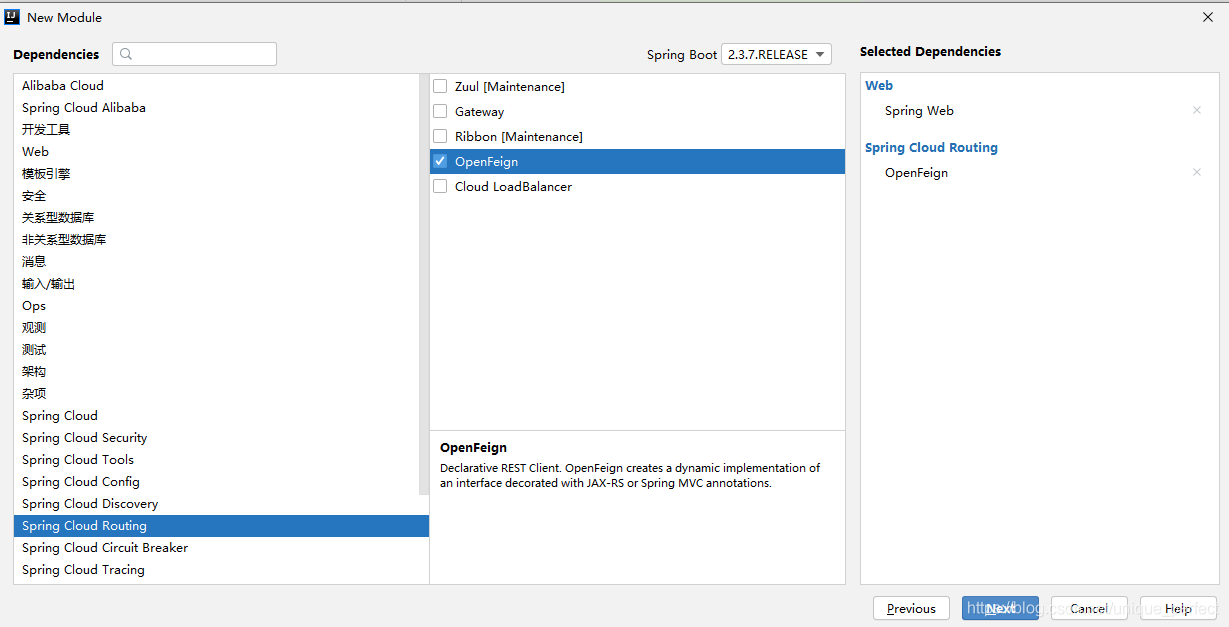 New Module
Dependencies
Spring Boot 2.3.7.RELEASE
Selected Dependencies
Alibaba Cloud
Spring Cloud Alibaba
开发工具
Web
模板引擎
安全
关系型数据库
非关系型数据库
消息
输入/输出
Ops
观测
测试
架构
杂项
Spring Cloud
Spring Cloud Security
Spring Cloud Tools
Spring Cloud Config
Spring Cloud Discovery
Spring Cloud Routing
Spring Cloud Circuit Breaker
Spring Cloud Tracing
Zuul [Maintenance]
Gateway
Ribbon [Maintenance]
OpenFeign
Cloud LoadBalancer
OpenFeign
Declarative REST Client. OpenFeign creates a dynamic implementation of
an interface decorated with JAX-RS or Spring MVC annotations.
Web
Spring Web
Spring Cloud Routing
OpenFeign
Previous
Next
Cancel
Help